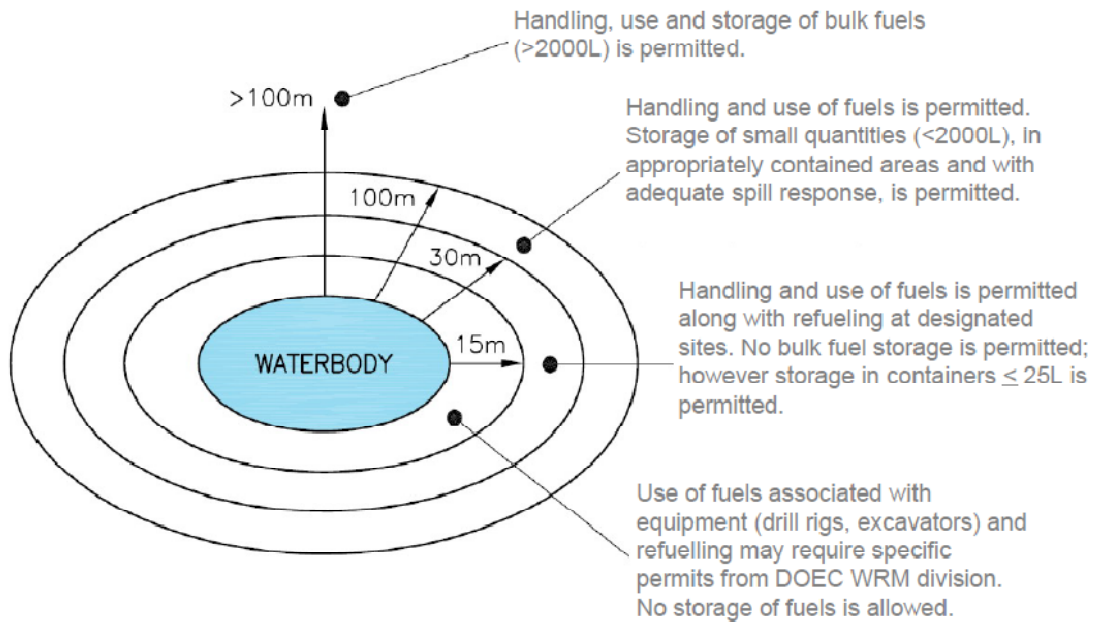 Handling, use and storage of bulk fuels
(>2000L) is permitted.
>100m
Handling and use of fuels is permitted.
Storage of small quantities (<2000L), in
appropriately contained areas and with
adequate spill response, is permitted.
100m
30m
Handling and use of fuels is permitted
along with refueling at designated
sites. No bulk fuel storage is permitted;
however storage in containers ≤ 25L is
permitted.
15m
WATERBODY
Use of fuels associated with
equipment (drill rigs, excavators) and
refuelling may require specific
permits from DOEC WRM division.
No storage of fuels is allowed.